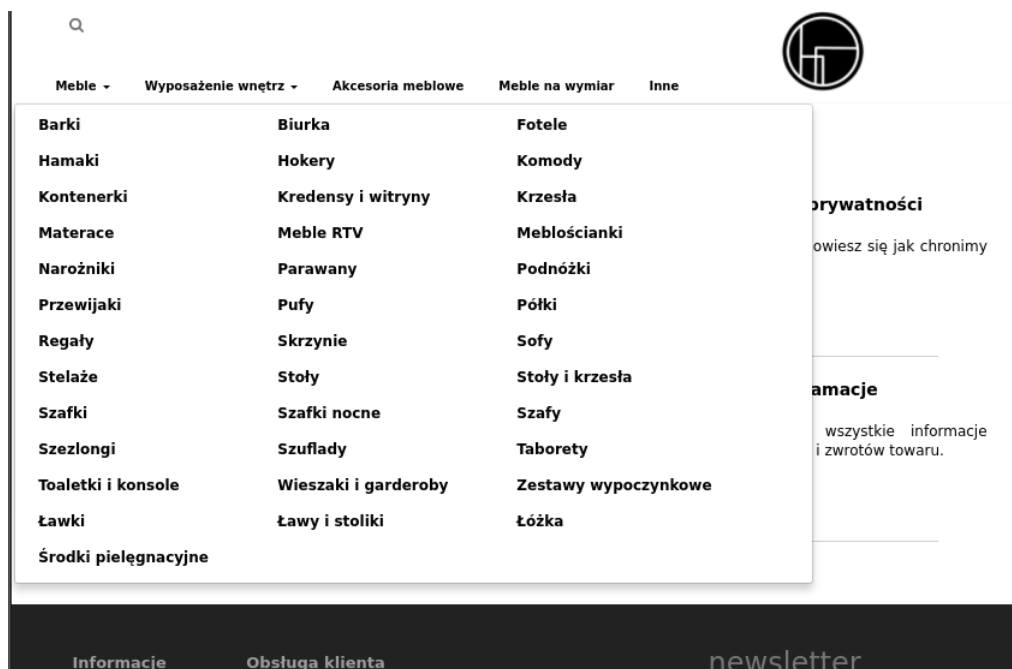 Meble Wyposażenie wnętrz Akcesoria meblowe Meble na wymiar Inne
Barki Biurka Fotele
Hamaki Hokery Komody
Kontenerki Kredensy i witryny Krzesła
Materace Meble RTV Meblościanki
Narożniki Parawany Podnóżki
Przewijaki Pufy Półki
Regały Skrzynie Sofy
Stelaże Stoły Stoły i krzesła
Szafki Szafki nocne Szafy
Szezlongi Szuflady Taborety
Toaletki i konsole Wieszaki i garderoby Zestawy wypoczynkowe
Ławki Ławy i stoliki Łóżka
Środki pielęgnacyjne
prywatności
owiesz się jak chronimy
amacje
wszystkie informacje
i zwrotów towaru.
Informacje Obsługa klienta newsletter